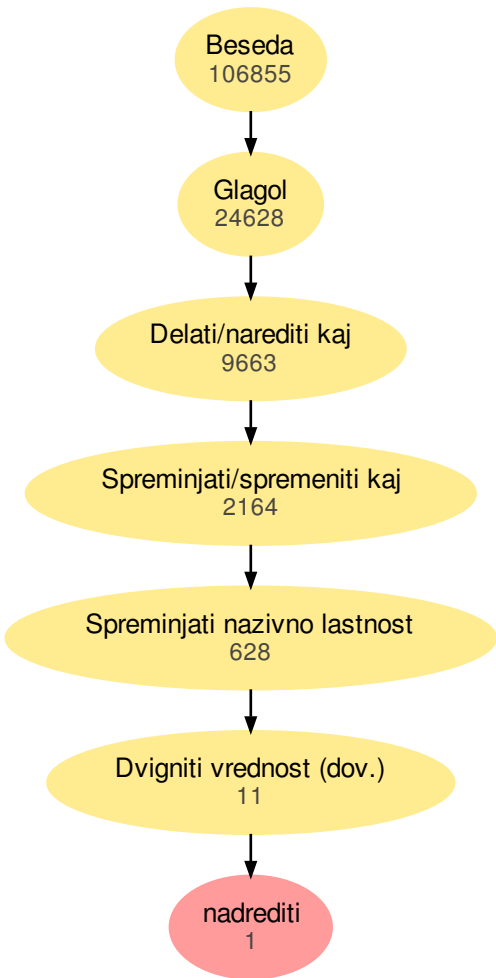 Beseda
106855
Glagol
24628
Delati/narediti kaj
9663
Spreminjati/spremeniti kaj
2164
Spreminjati nazivno lastnost
628
Dvigniti vrednost (dov.)
11
nadrediti
1